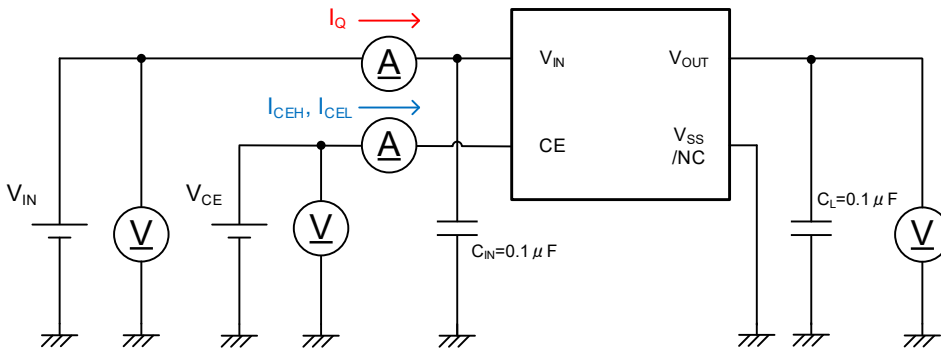 IQ
A
VIN
VOUT
ICEH, ICEL
A
CE
VSS
/NC
VIN
VCE
V
V
CIN=0.1μF
CL=0.1μF
V